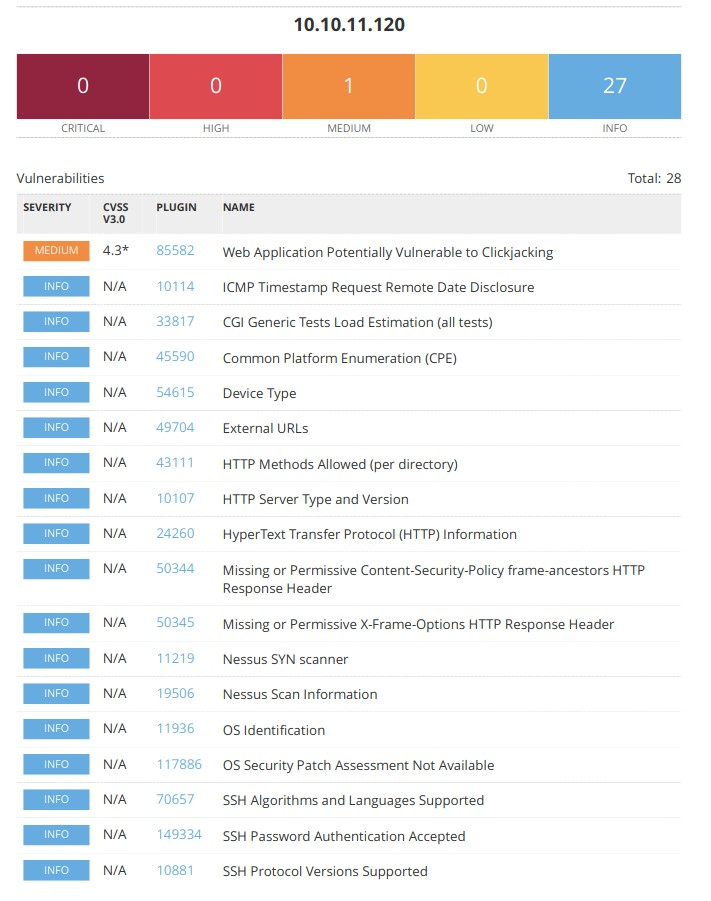 10.10.11.120
0 0 1 0 27
CRITICAL HIGH MEDIUM LOW INFO
Vulnerabilities Total: 28
SEVERITY CVSS PLUGIN NAME
V3.0
MEDIUM 4.3* 85582 Web Application Potentially Vulnerable to Clickjacking
INFO N/A 10114 ICMP Timestamp Request Remote Date Disclosure
INFO N/A 33817 CGI Generic Tests Load Estimation (all tests)
INFO N/A 45590 Common Platform Enumeration (CPE)
INFO N/A 54615 Device Type
INFO N/A 49704 External URLs
INFO N/A 43111 HTTP Methods Allowed (per directory)
INFO N/A 10107 HTTP Server Type and Version
INFO N/A 24260 HyperText Transfer Protocol (HTTP) Information
INFO N/A 50344 Missing or Permissive Content-Security-Policy frame-ancestors HTTP
Response Header
INFO N/A 50345 Missing or Permissive X-Frame-Options HTTP Response Header
INFO N/A 11219 Nessus SYN scanner
INFO N/A 19506 Nessus Scan Information
INFO N/A 11936 OS Identification
INFO N/A 117886 OS Security Patch Assessment Not Available
INFO N/A 70657 SSH Algorithms and Languages Supported
INFO N/A 149334 SSH Password Authentication Accepted
INFO N/A 10881 SSH Protocol Versions Supported